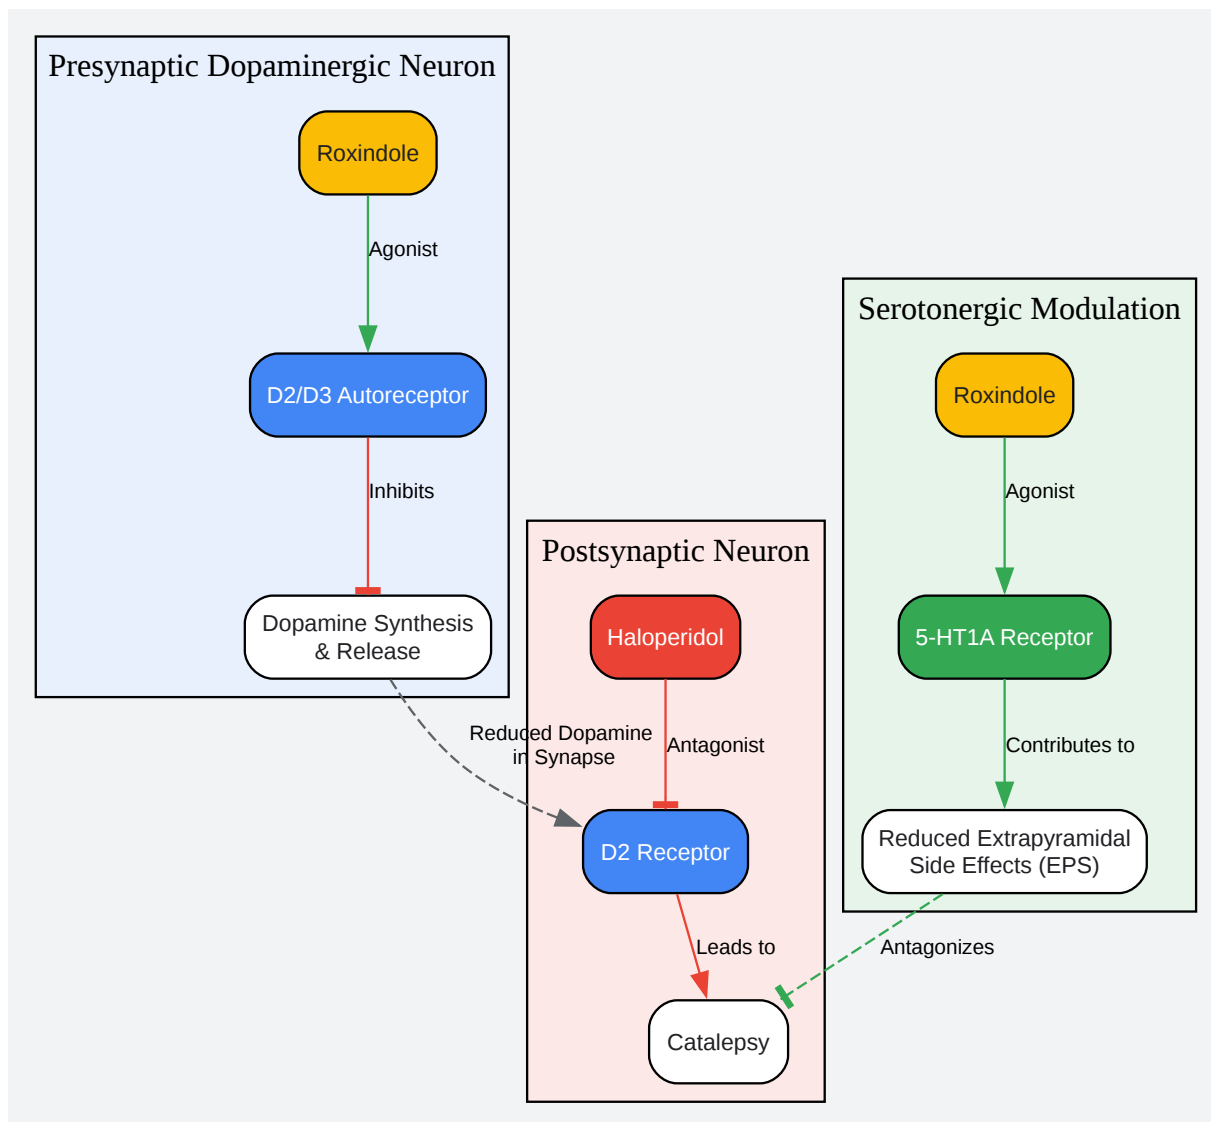 Presynaptic Dopaminergic Neuron
Roxindole
Agonist
D2/D3 Autoreceptor
Inhibits
Dopamine Synthesis
& Release
Reduced Dopamine
in Synapse
Postsynaptic Neuron
Haloperidol
Antagonist
D2 Receptor
Leads to
Catalepsy
Serotonergic Modulation
Roxindole
Agonist
5-HT1A Receptor
Contributes to
Reduced Extrapyramidal
Side Effects (EPS)
Antagonizes